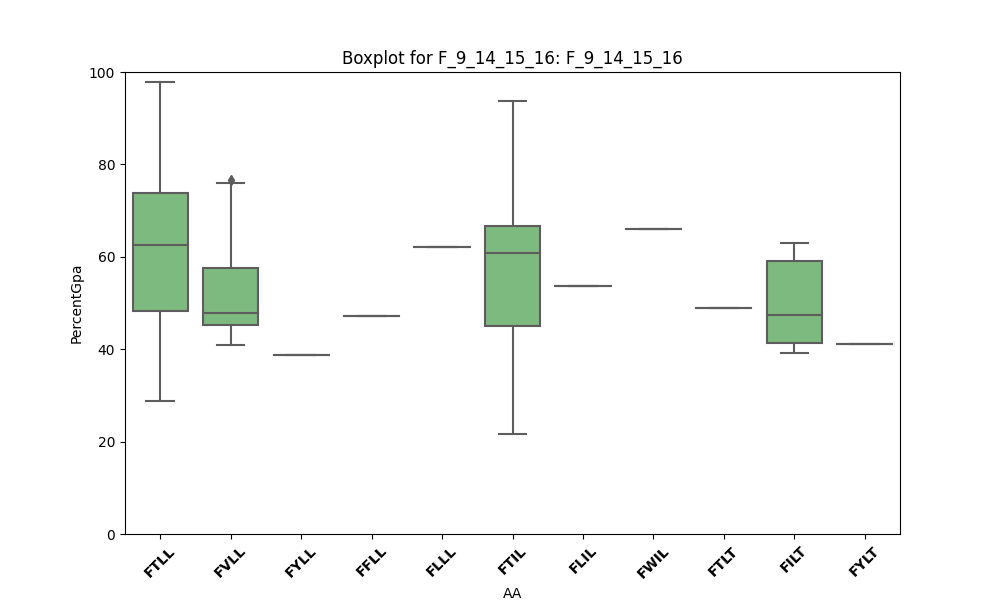 Boxplot for F_9_14_15_16: F_9_14_15_16
PercentGpa
100
80
60
40
20
0
FTLL FVLL FYLL FFLL FLLL FTIL FLIL FWIL FTLT FILT FYLT
AA